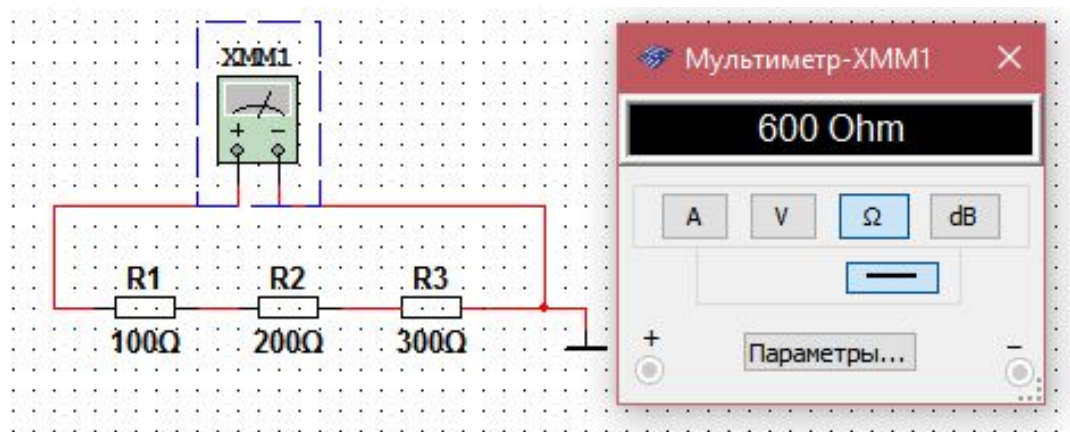 XMM1
+ −
R1 R2 R3
100Ω 200Ω 300Ω
Мультиметр-XMM1
600 Ohm
A V Ω dB
+ −
Параметры...